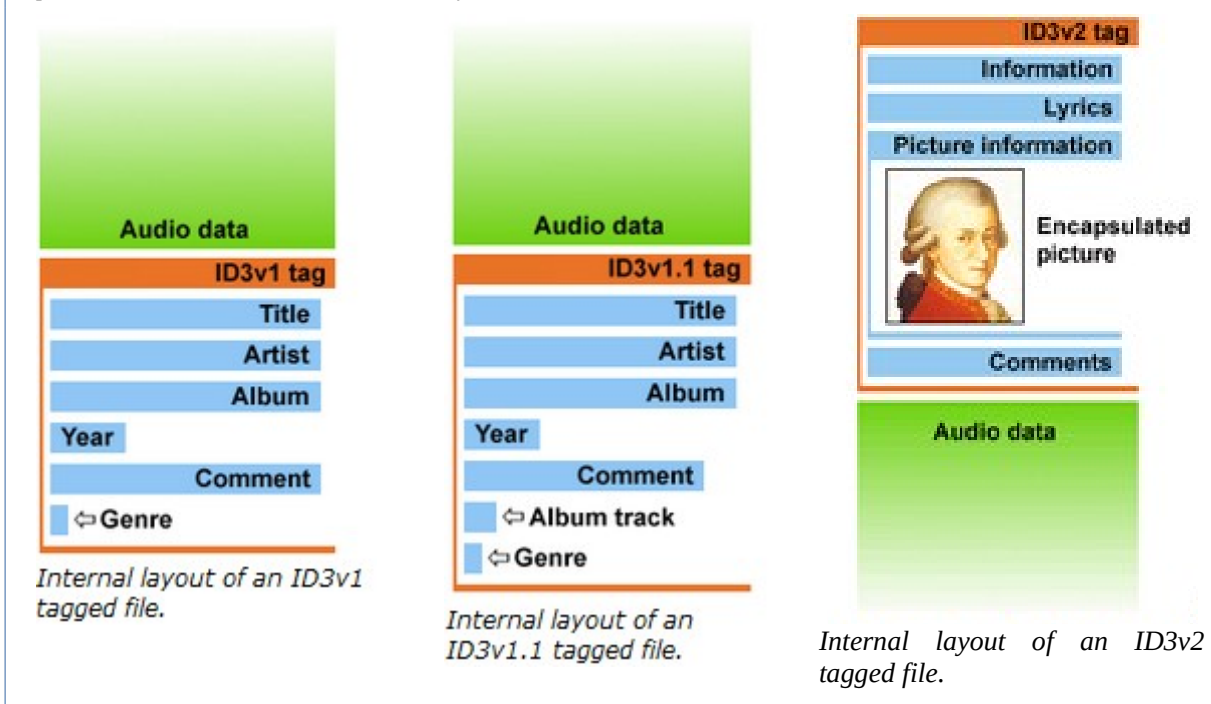 Audio data
ID3v1 tag
Title
Artist
Album
Year
Comment
⇦Genre
Internal layout of an ID3v1
tagged file.
Audio data
ID3v1.1 tag
Title
Artist
Album
Year
Comment
⇦Album track
⇦Genre
Internal layout of an
ID3v1.1 tagged file.
ID3v2 tag
Information
Lyrics
Picture information
Encapsulated
picture
Comments
Audio data
Internal layout of an ID3v2
tagged file.